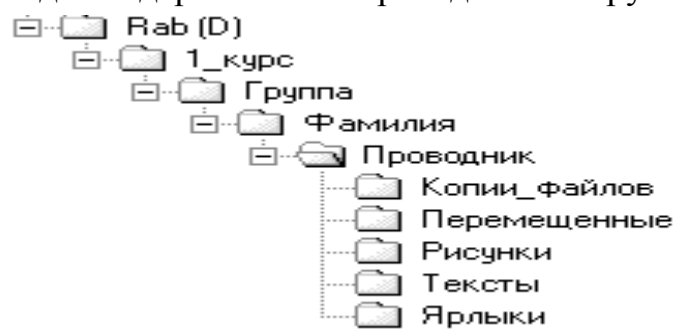 Rab (D)
1_курс
Группа
Фамилия
Проводник
Копии_файлов
Перемещенные
Рисунки
Тексты
Ярлыки